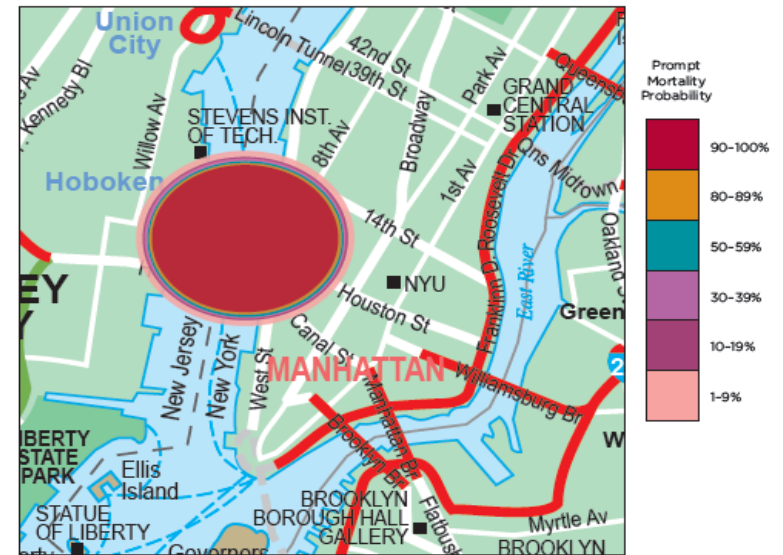 Union
City
Lincoln Tunnel
42nd St
39th St
Kennedy Bl
Willow Av
STEVENS INST.
OF TECH.
8th Av
Broadway
Park Av
GRAND
CENTRAL
STATION
Hoboken
1st Av
Qns Midtown
14th St
Franklin D. Roosevelt Dr
East River
NYU
Houston St
Green
New Jersey
New York
West St
Canal St
MANHATTAN
Williamsburg Br
Manhattan Br
Brooklyn Br
2
W
STATE
PARK
Ellis
Island
STATUE
OF LIBERTY
Governors
BROOKLYN
BOROUGH HALL
GALLERY
Myrtle Av
BROOKLYN
Prompt
Mortality
Probability
90-100%
80-89%
50-59%
30-39%
10-19%
1-9%